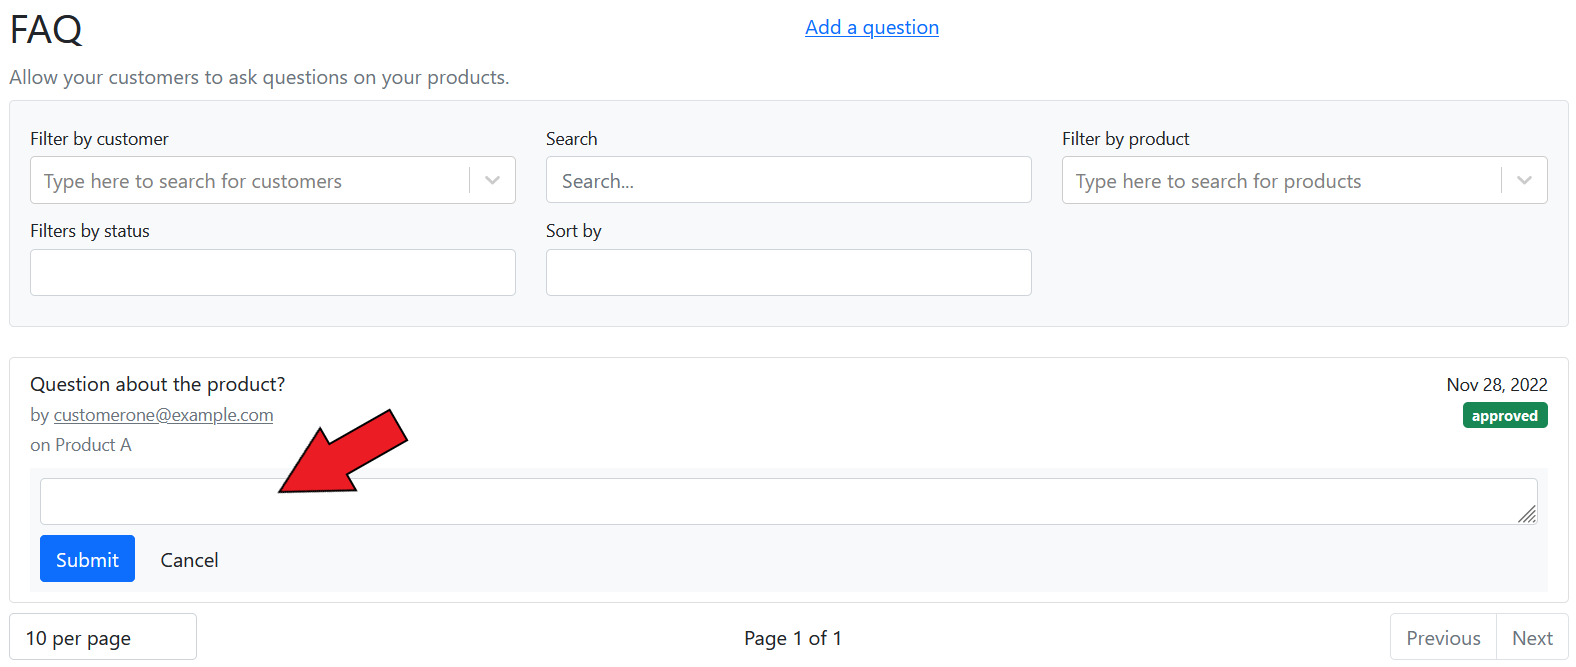 FAQ
Add a question
Allow your customers to ask questions on your products.
Filter by customer
Search
Filter by product
Type here to search for customers
Search...
Type here to search for products
Filters by status
Sort by
Question about the product?
Nov 28, 2022
by customerone@example.com
approved
on Product A
Submit
Cancel
10 per page
Page 1 of 1
Previous
Next